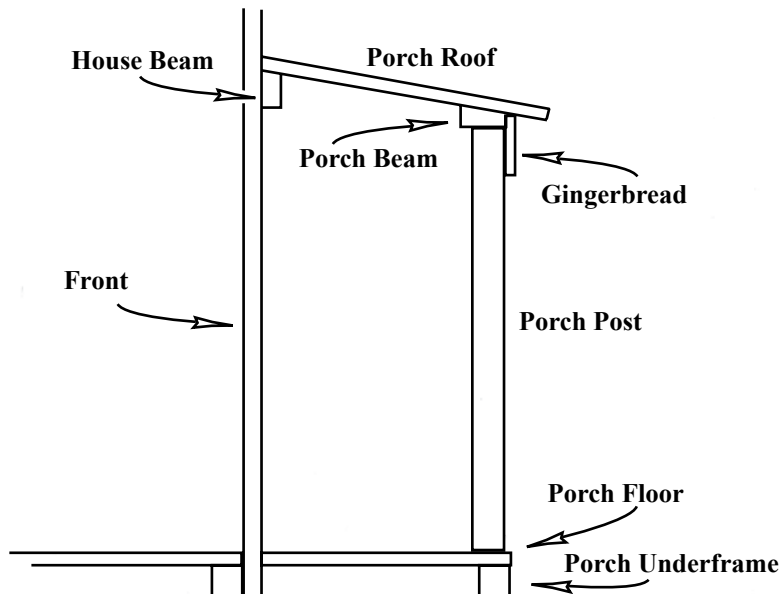 Porch Roof
House Beam
Porch Beam
Gingerbread
Front
Porch Post
Porch Floor
Porch Underframe